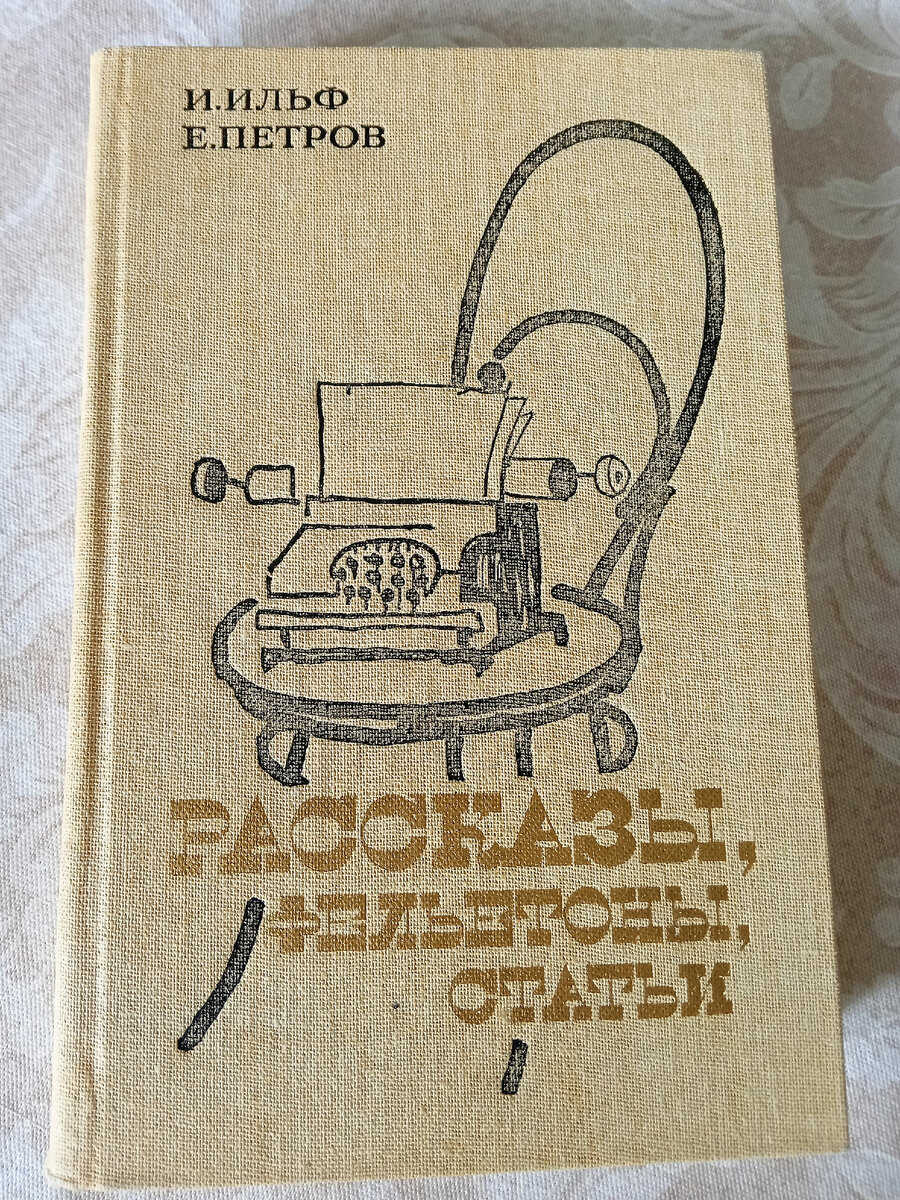 И.ИЛЬФ
Е.ПЕТРОВ
РАССКАЗЫ,
ФЕЛЬЕТОНЫ,
СТАТЬИ